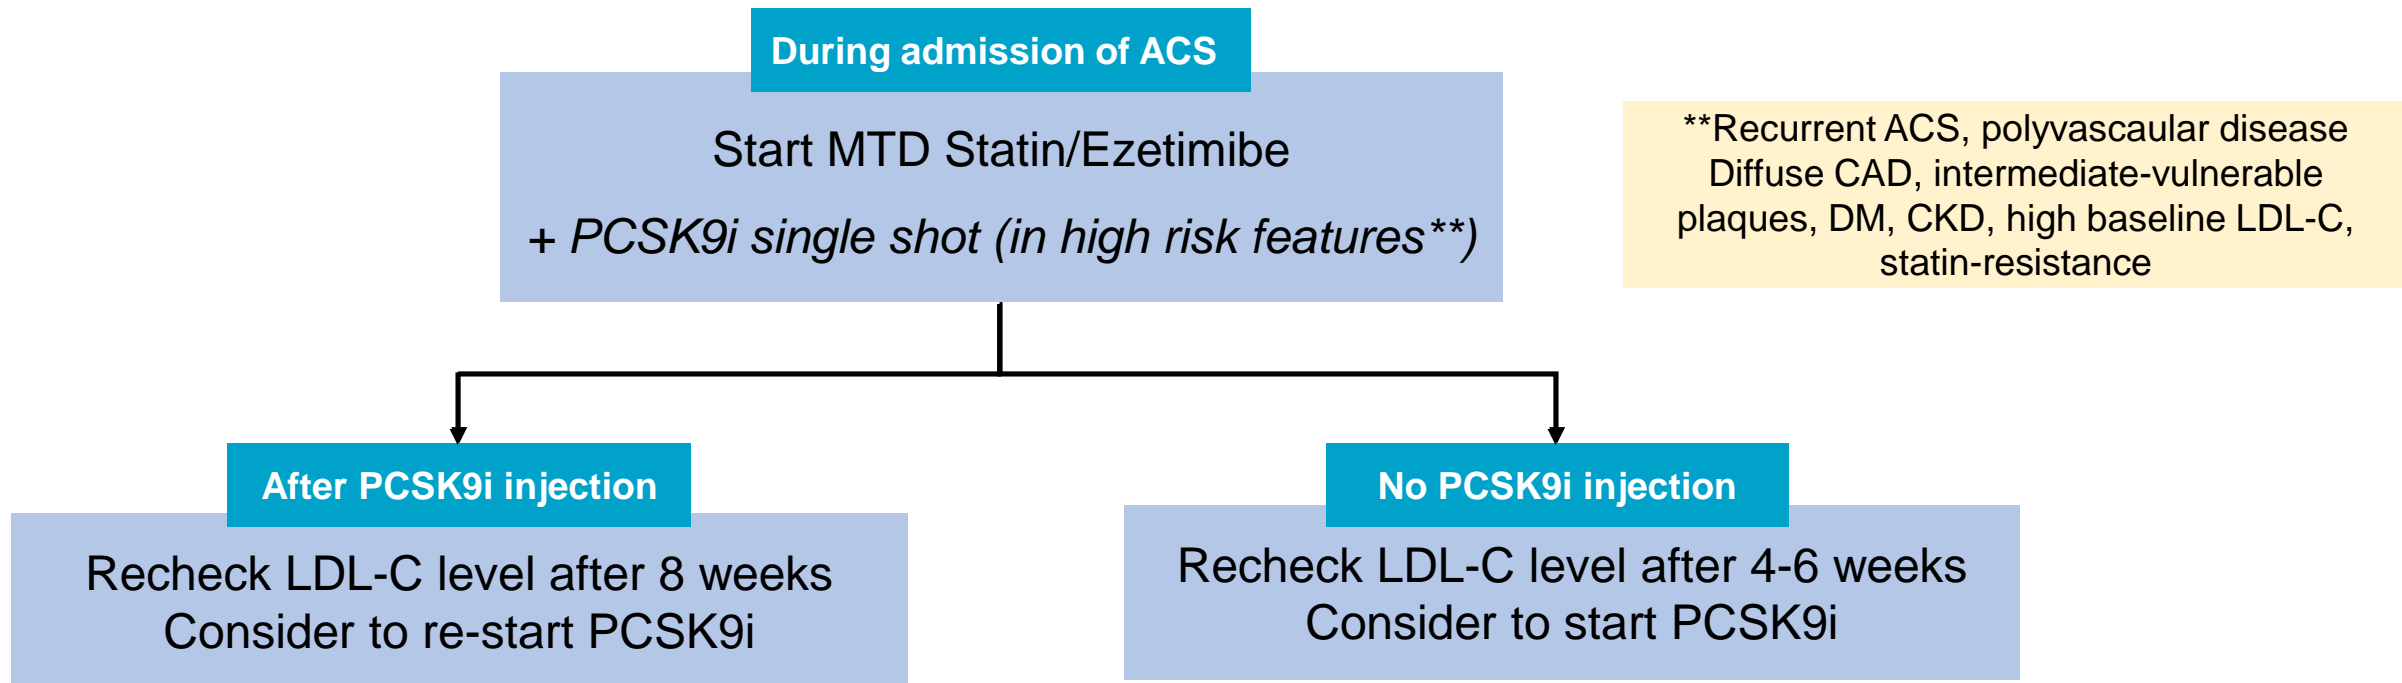 During admission of ACS
Start MTD Statin/Ezetimibe
+ PCSK9i single shot (in high risk features**)
**Recurrent ACS, polyvascaular disease
Diffuse CAD, intermediate-vulnerable
plaques, DM, CKD, high baseline LDL-C,
statin-resistance
After PCSK9i injection
Recheck LDL-C level after 8 weeks
Consider to re-start PCSK9i
No PCSK9i injection
Recheck LDL-C level after 4-6 weeks
Consider to start PCSK9i